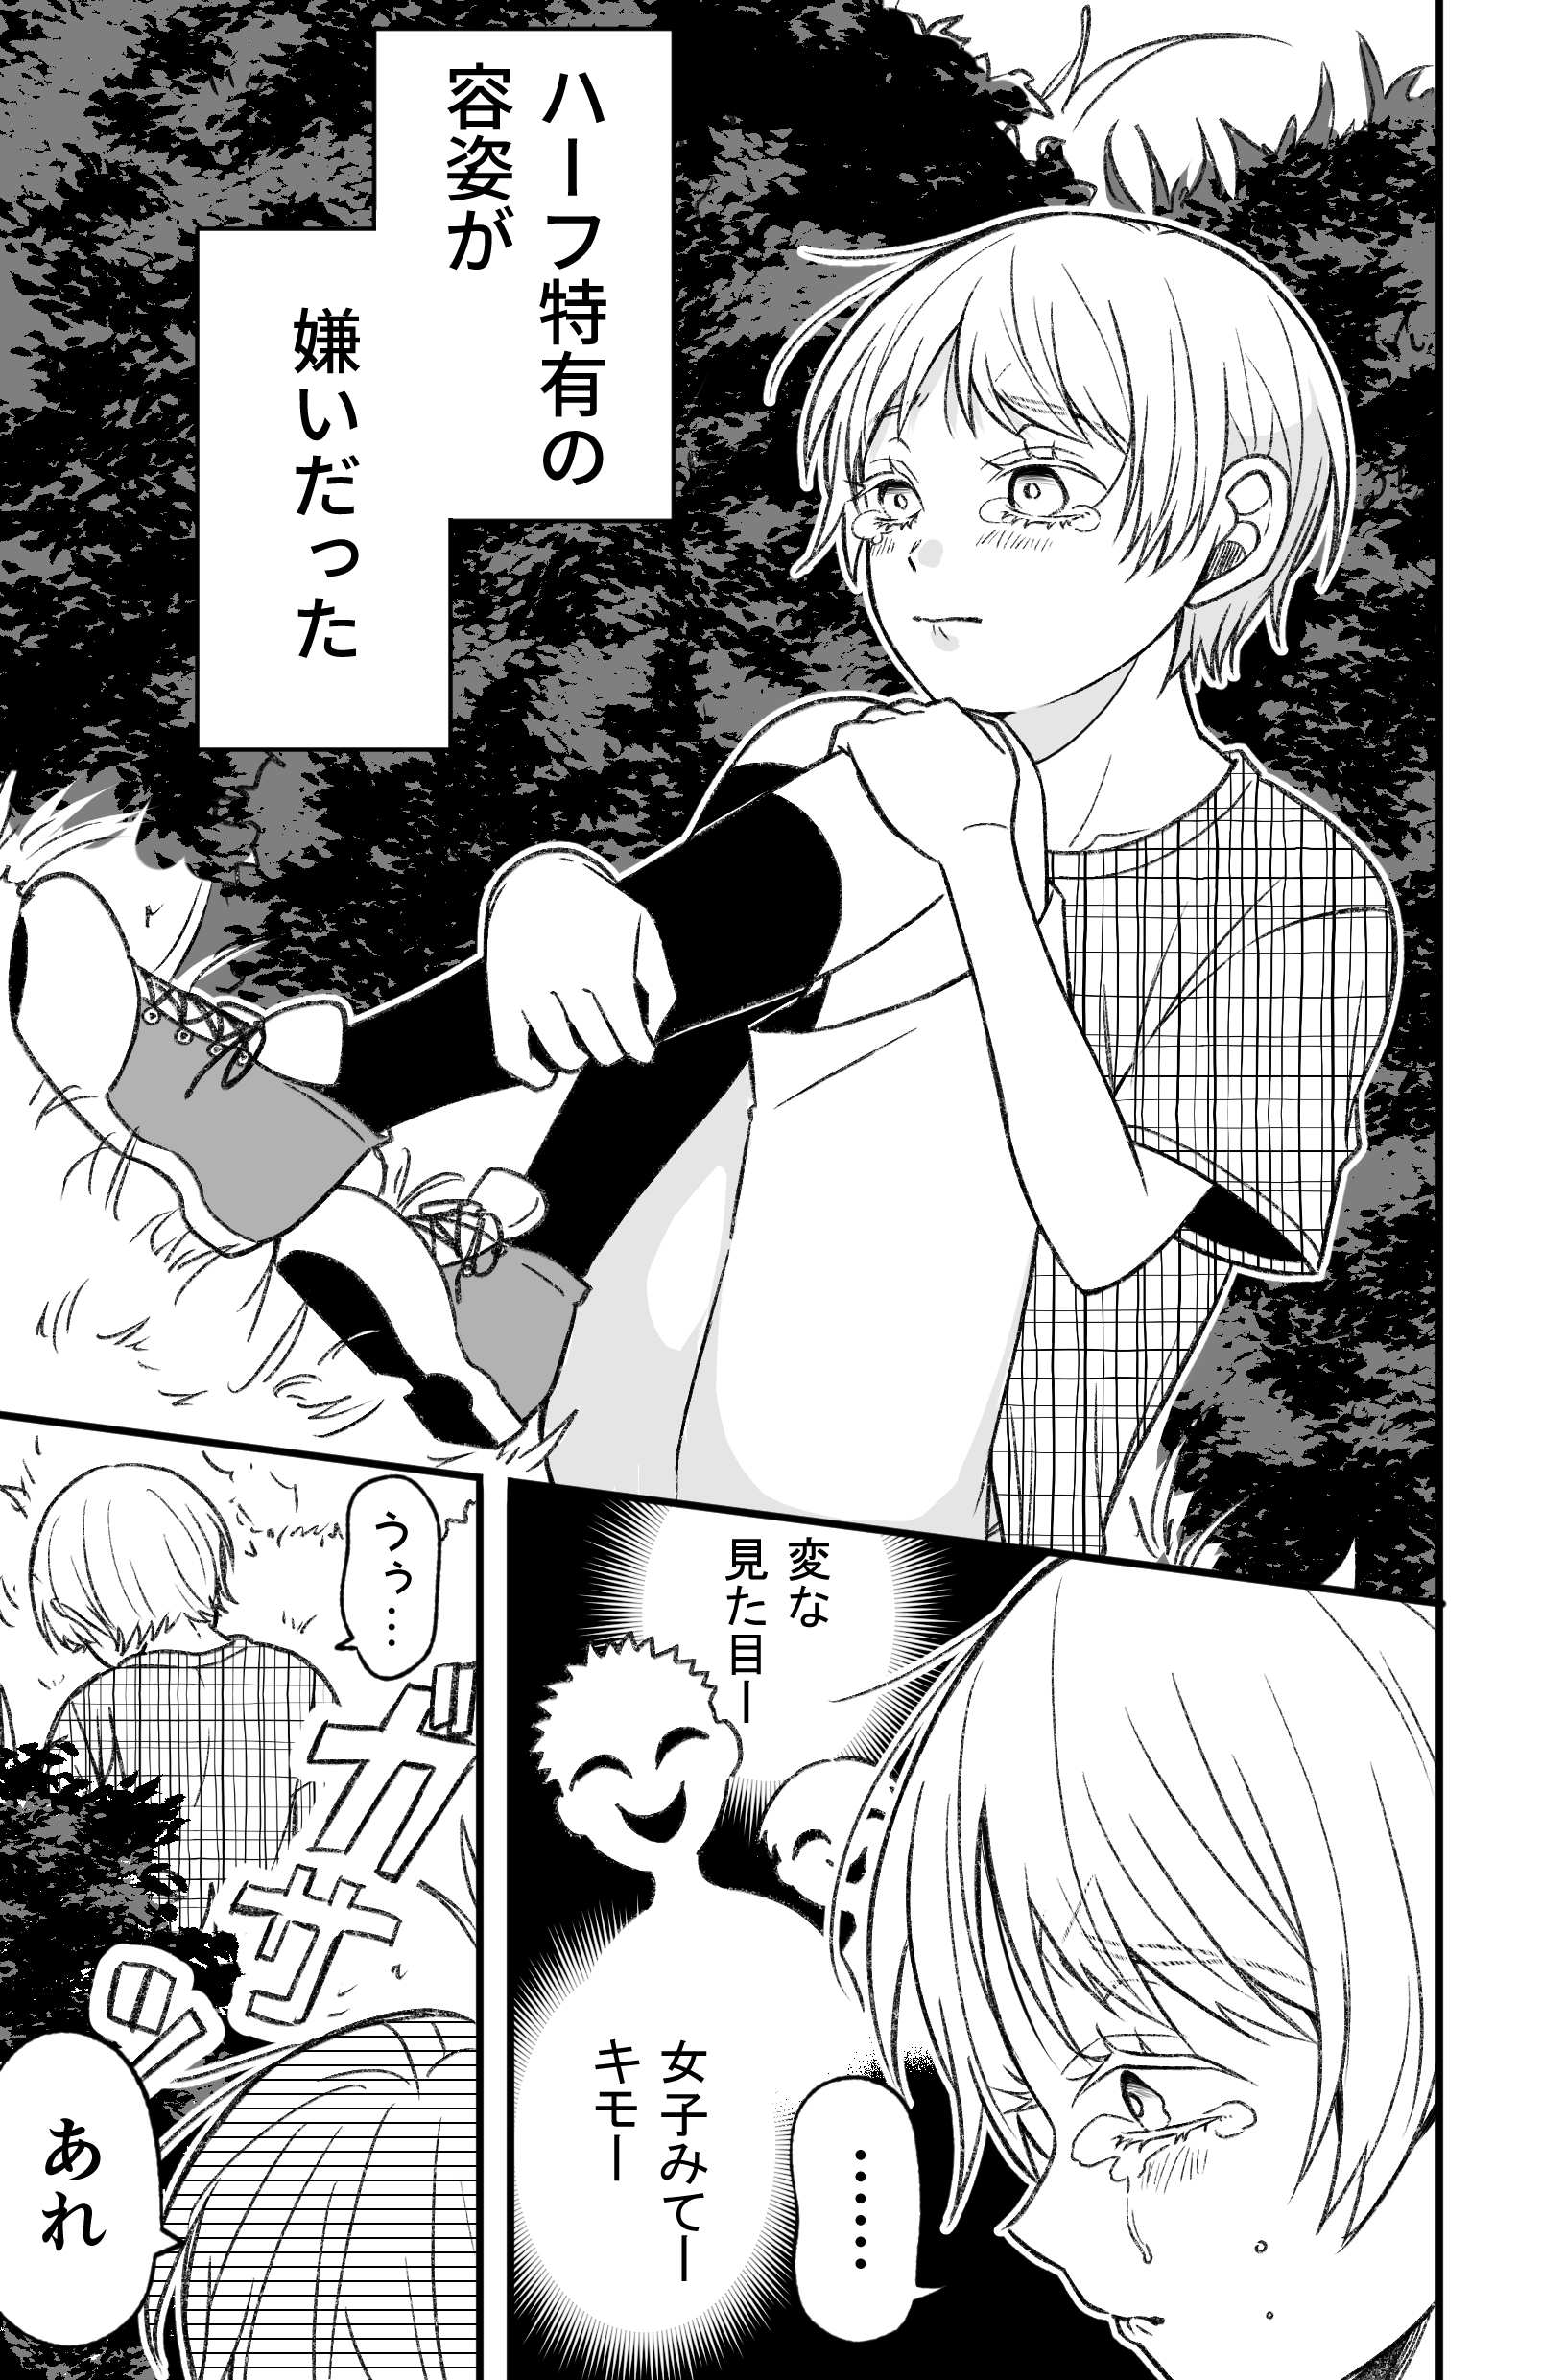 ハーフ特有の
容姿が
嫌いだった
変な
見た目ー
女子みてー
キモー
……
うぅ…
ガサッ
あれ